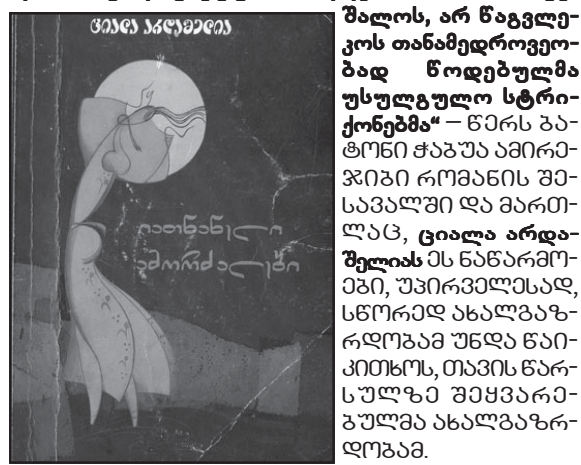 ციალა არდაშელია
შალოს, არ წაგვლე-
კოს თანამედროვეო-
ბად წოდებულმა
უსულგულო სტრი-
ქონებმა“ — წერს ბა-
ტონი ჭაბუა ამირე-
ჯიბი რომანის შე-
სავალში და მართ-
ლაც, ციალა არდა-
შელიას ეს ნაწარმო-
ები, უპირველესად,
სწორედ ახალგაზ-
რდობამ უნდა წაი-
კითხოს, თავის წარ-
სულზე შეყვარე-
ბულმა ახალგაზრ-
დობამ.